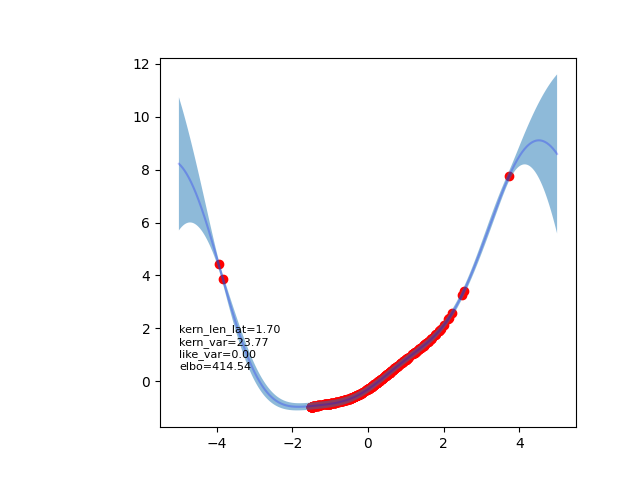 12
10
8
6
4
2
0
kern_len_lat=1.70
kern_var=23.77
like_var=0.00
elbo=414.54
−4 −2 0 2 4